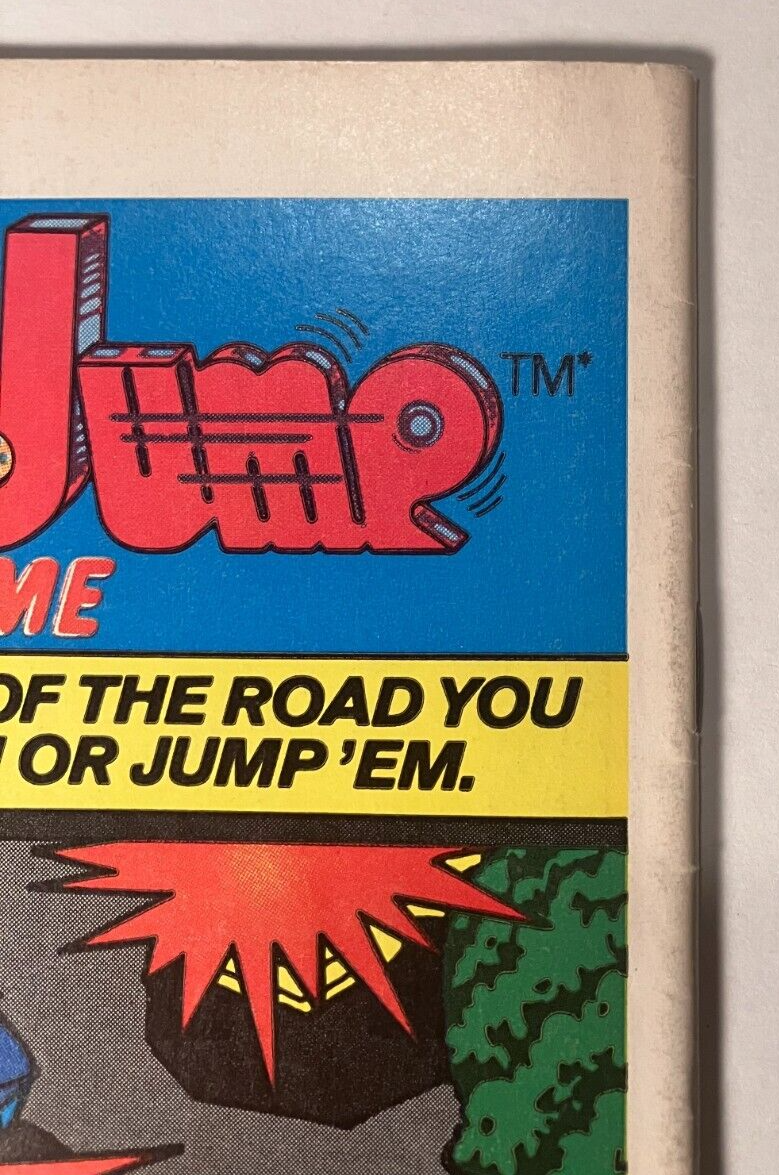 Jump TM*
ME
OF THE ROAD YOU
OR JUMP 'EM.